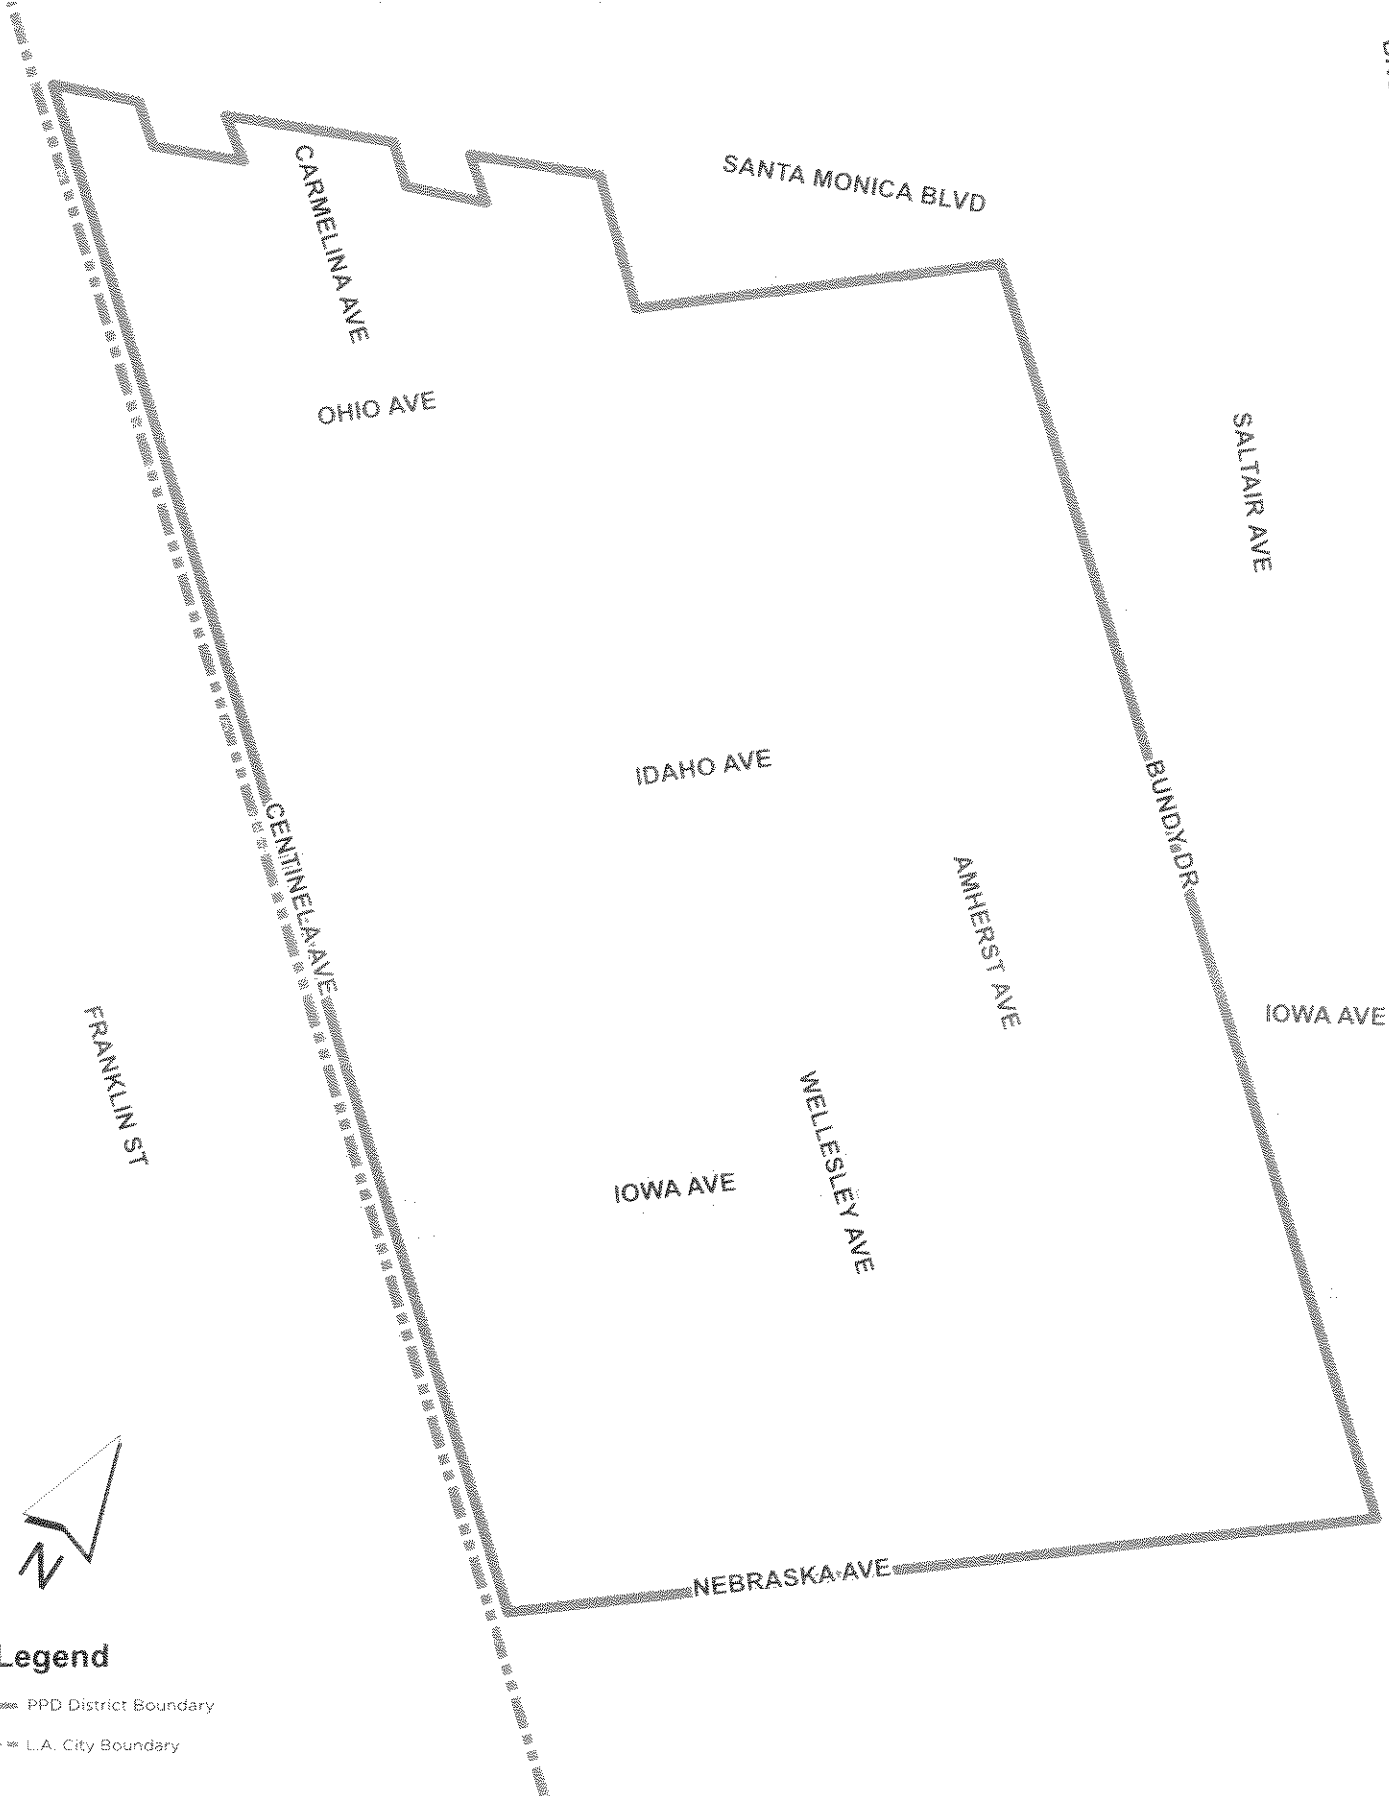 SANTA MONICA BLVD
CARMELINA AVE
OHIO AVE
SALTAIR AVE
IDAHO AVE
BUNDY DR
CENTINELA AVE
AMHERST AVE
FRANKLIN ST
IOWA AVE
WELLESLEY AVE
IOWA AVE
NEBRASKA AVE
N
Legend
PPD District Boundary
L.A. City Boundary